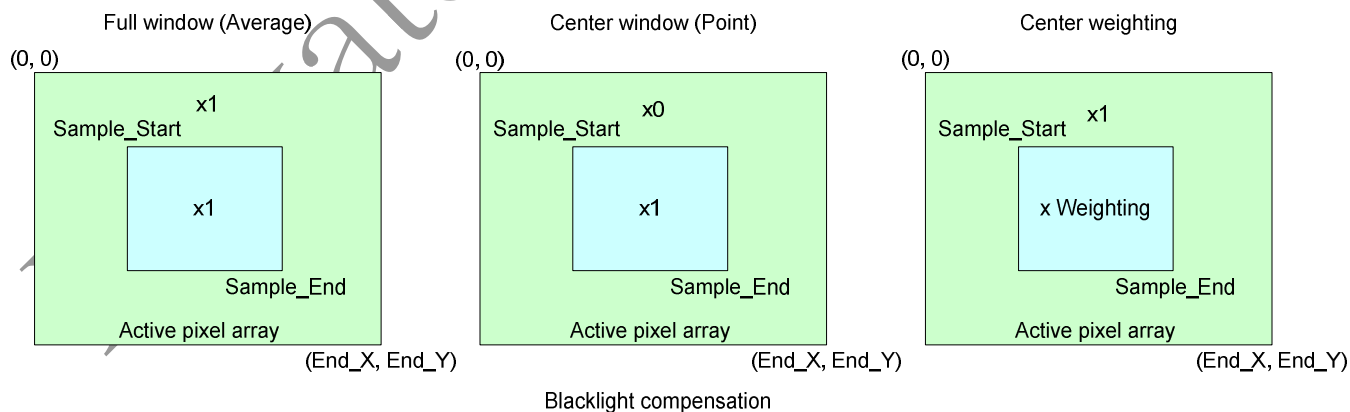 Full window (Average)
Center window (Point)
Center weighting
(0, 0)
(0, 0)
(0, 0)
x1
x0
x1
Sample_Start
Sample_Start
Sample_Start
x1
x1
x Weighting
Sample_End
Sample_End
Sample_End
Active pixel array
Active pixel array
Active pixel array
(End_X, End_Y)
(End_X, End_Y)
(End_X, End_Y)
Blacklight compensation